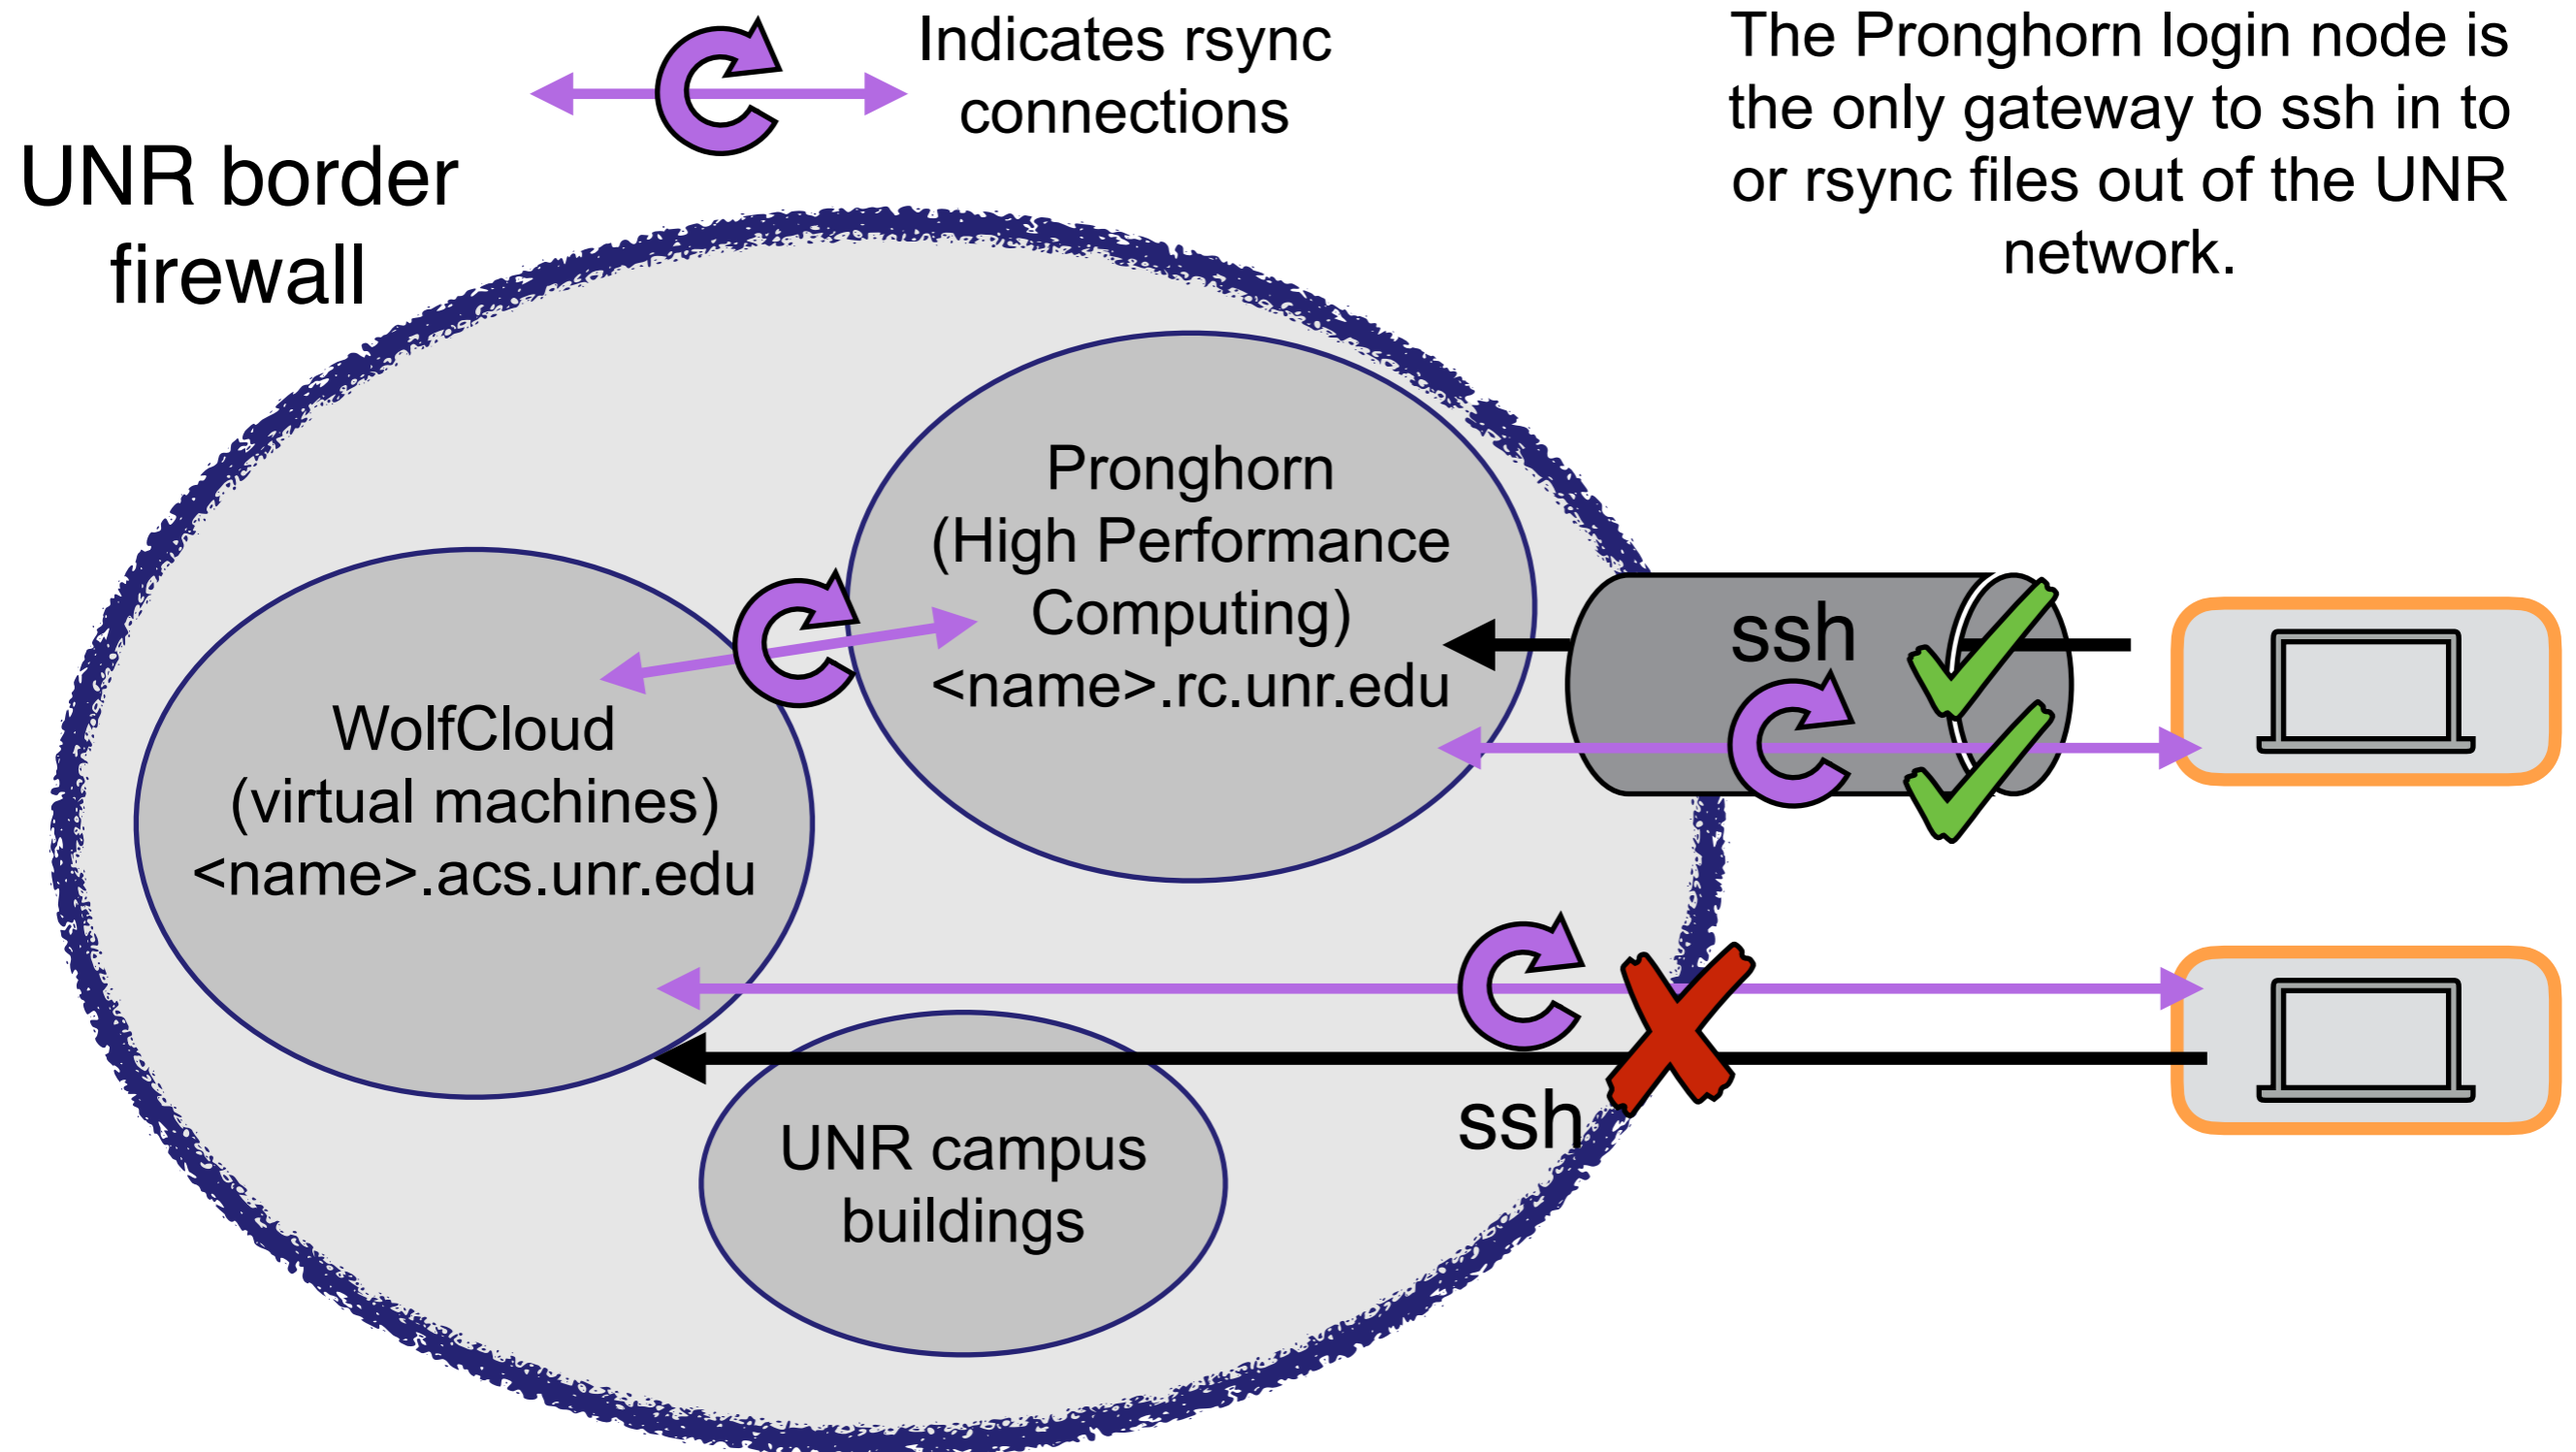 Indicates rsync
connections
The Pronghorn login node is
the only gateway to ssh in to
or rsync files out of the UNR
network.
UNR border
firewall
Pronghorn
(High Performance
Computing)
<name>.rc.unr.edu
ssh
WolfCloud
(virtual machines)
<name>.acs.unr.edu
ssh
UNR campus
buildings